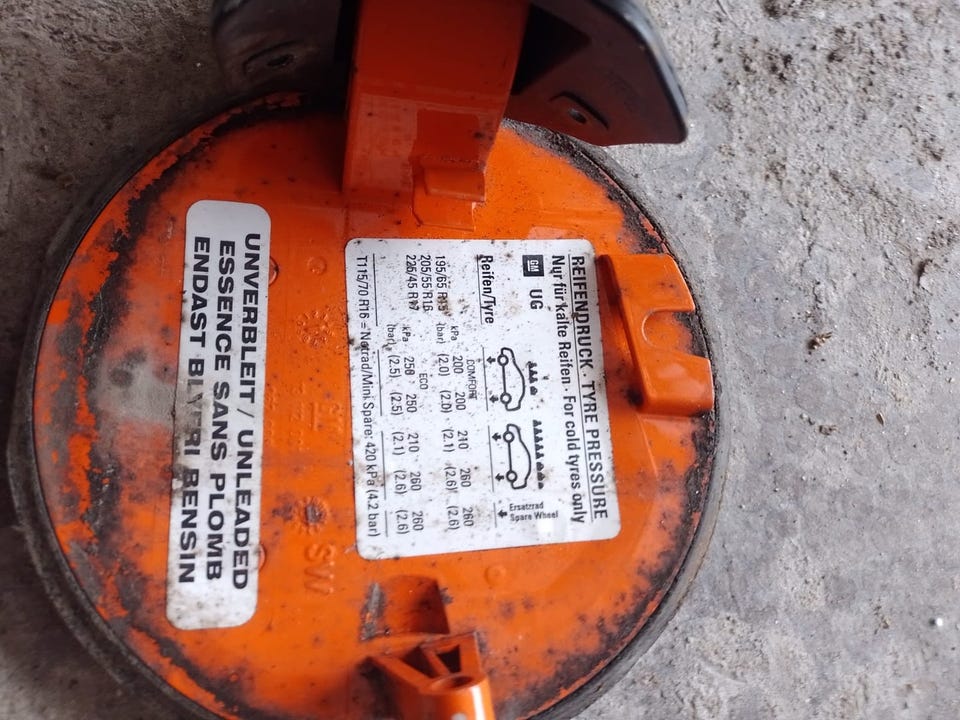 REIFENDRUCK TYRE PRESSURE
Nur für kalte Reifen · For cold tyres only
GM UG
Ersatzrad
Spare Wheel
Reifen/Tyre
COMFORT
195/65 R15 kPa 200 200 210 260 260
205/55 R16 (bar) (2.0) (2.0) (2.1) (2.6) (2.6)
ECO
225/45 R17 kPa 250 250 210 260 260
(bar) (2.5) (2.5) (2.1) (2.6) (2.6)
T115/70 R16 = Notrad/Mini Spare: 420 kPa (4.2 bar)
UNVERBLEIT / UNLEADED
ESSENCE SANS PLOMB
ENDAST BLYFRI BENSIN
SW